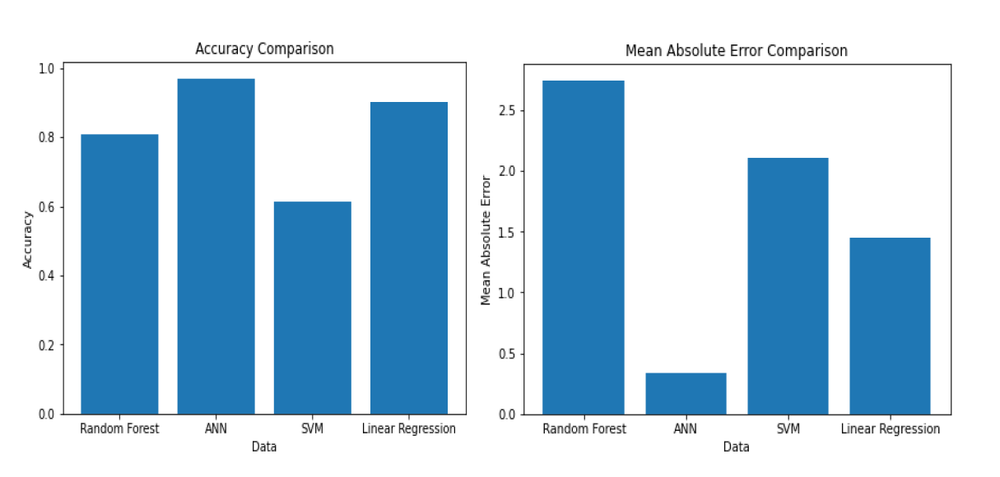 Accuracy Comparison
1.0
0.8
0.6
0.4
0.2
0.0
Accuracy
Random Forest ANN SVM Linear Regression
Data
Mean Absolute Error Comparison
2.5
2.0
1.5
1.0
0.5
0.0
Mean Absolute Error
Random Forest ANN SVM Linear Regression
Data